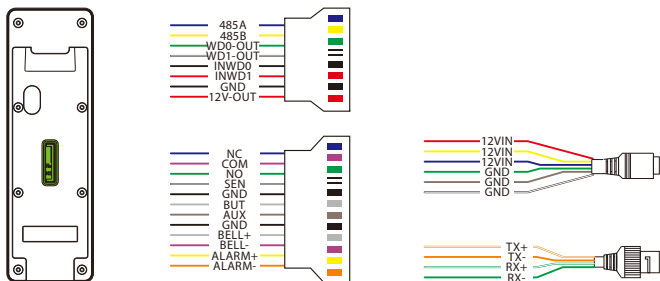 485A
485B
WD0-OUT
WD1-OUT
INWD0
INWD1
GND
12V-OUT
NC
COM
NO
SEN
GND
BUT
AUX
GND
BELL+
BELL-
ALARM+
ALARM-
12VIN
12VIN
12VIN
GND
GND
GND
TX+
TX-
RX+
RX-